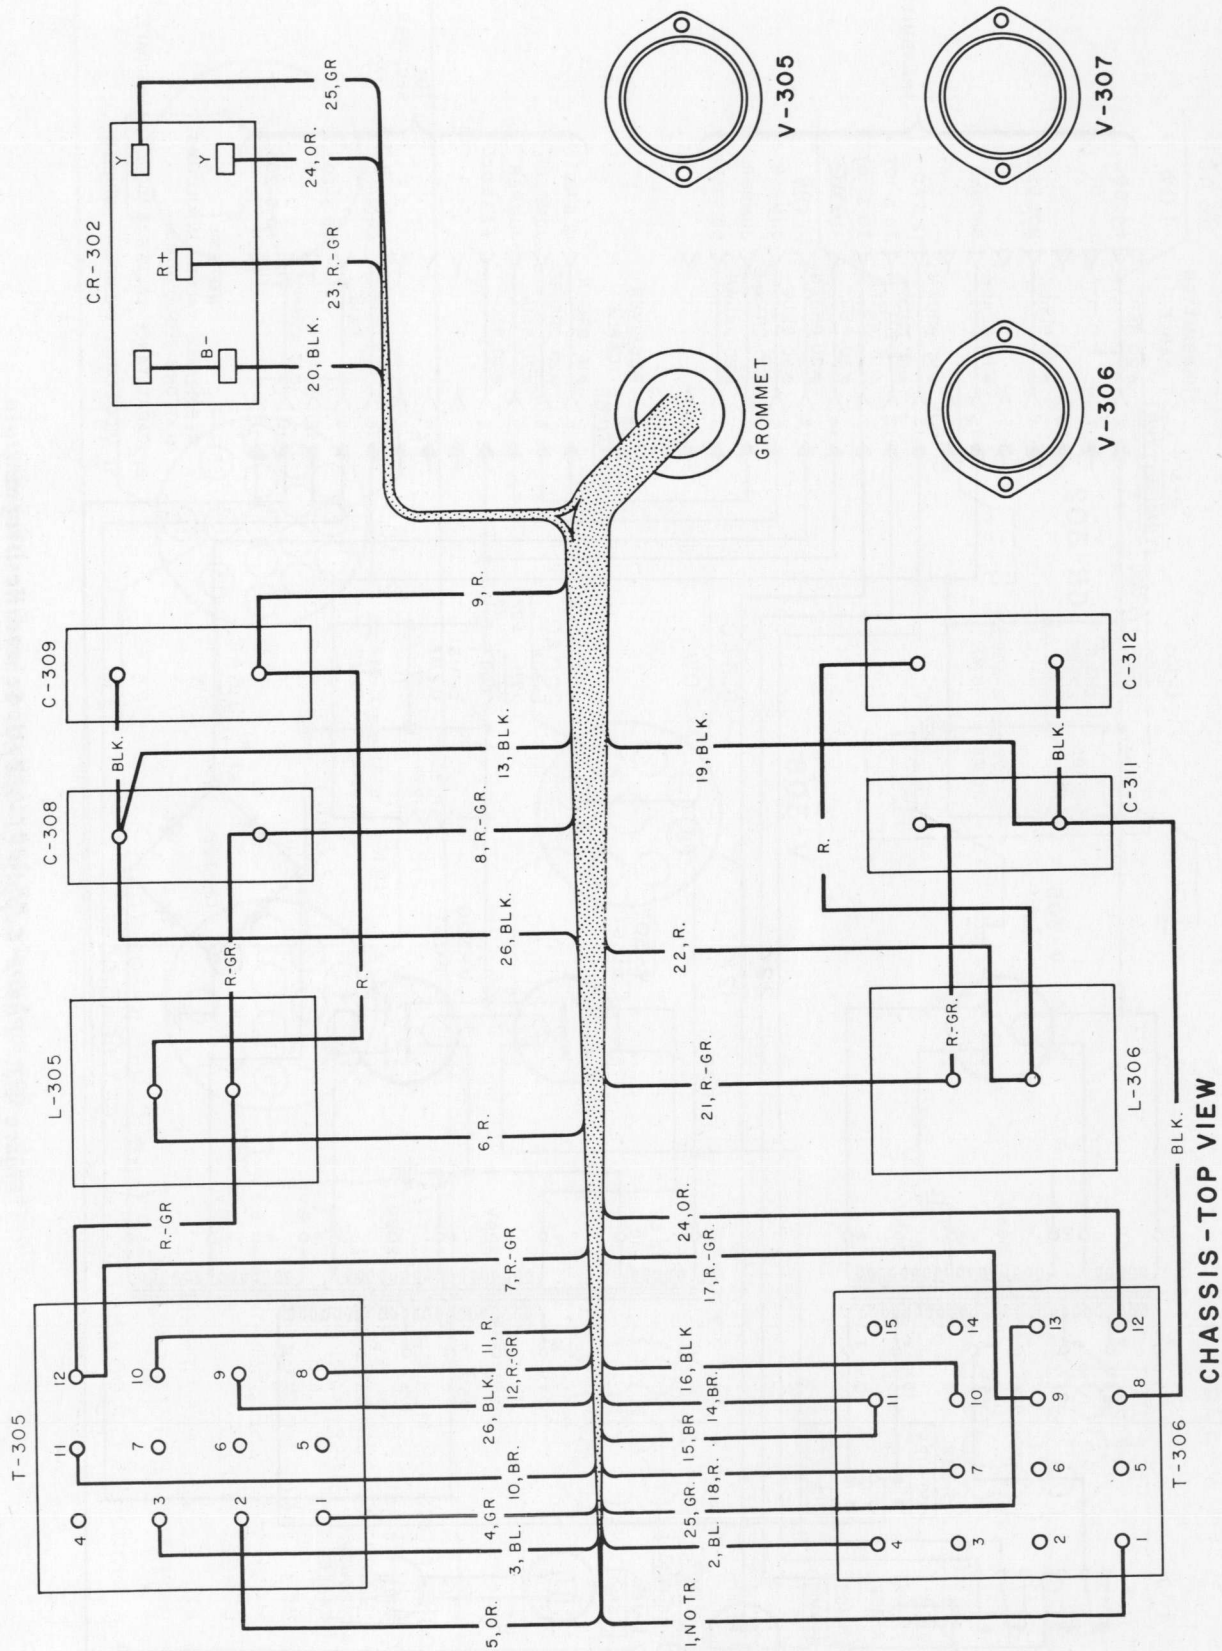 T-305
4
3
2
1
11
7
6
5
12
10
9
8
5, OR.
3, BL.
4, GR
10, BR.
26, BLK.
12, R.-GR
11, R.
7, R.-GR
R.-GR
L-305
6, R.
R-GR.
R.
C-308
C-309
BLK.
26, BLK.
8, R.-GR.
13, BLK.
9, R.
CR-302
B-
R+
Y
Y
20, BLK.
23, R.-GR
24, OR.
25, GR
GROMMET
V-305
V-306
V-307
1, NO TR.
2, BL.
25, GR.
18, R.
15, BR
14, BR.
16, BLK
17, R.-GR.
24, OR.
21, R.-GR.
22, R.
19, BLK.
R.-GR.
R.
BLK.
BLK.
L-306
C-311
C-312
4
3
2
1
7
6
5
11
10
9
8
15
14
13
12
T-306
CHASSIS-TOP VIEW